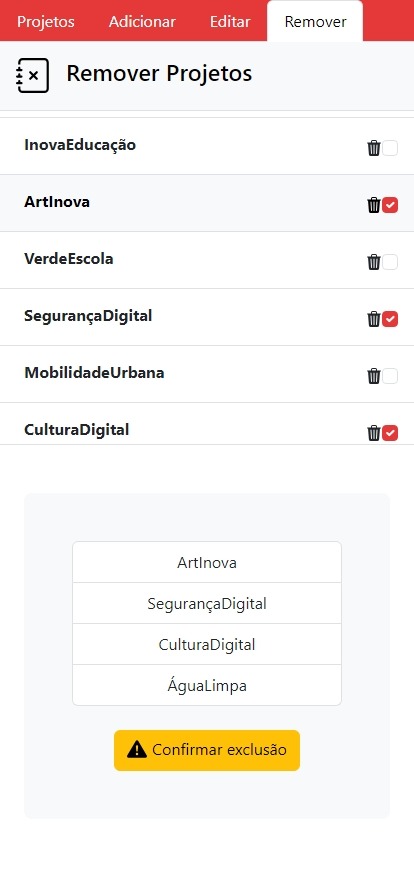 Projetos Adicionar Editar Remover
Remover Projetos
InovaEducação
ArtInova
VerdeEscola
SegurançaDigital
MobilidadeUrbana
CulturaDigital
ArtInova
SegurançaDigital
CulturaDigital
ÁguaLimpa
Confirmar exclusão